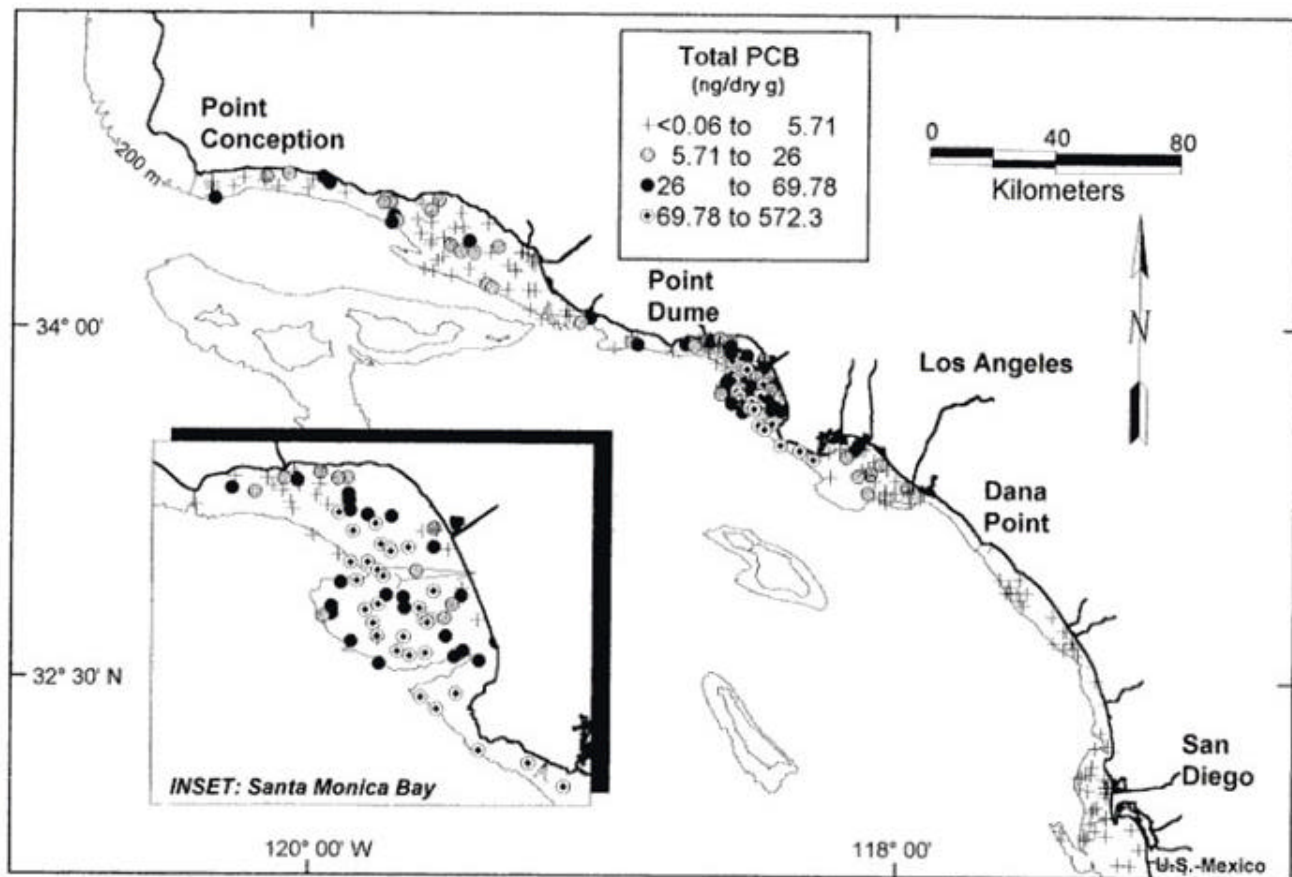 Total PCB
(ng/dry g)
<0.06 to 5.71
5.71 to 26
26 to 69.78
69.78 to 572.3
0 40 80
Kilometers
Point
Conception
200 m
Point
Dume
N
34° 00'
Los Angeles
Dana
Point
32° 30' N
San
Diego
INSET: Santa Monica Bay
120° 00' W
118° 00'
U.S.-Mexico